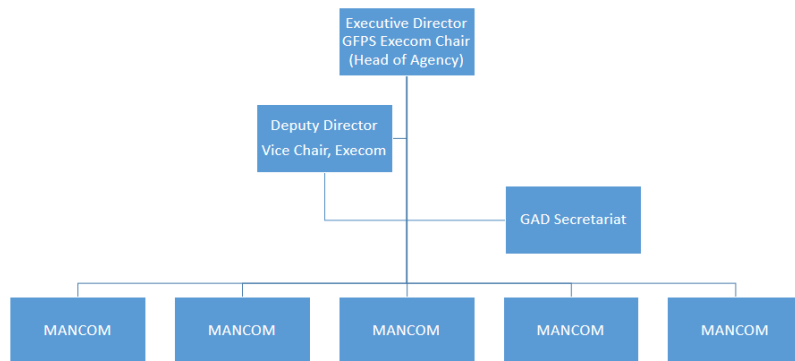 Executive Director
GFPS Execom Chair
(Head of Agency)
Deputy Director
Vice Chair, Execom
GAD Secretariat
MANCOM
MANCOM
MANCOM
MANCOM
MANCOM